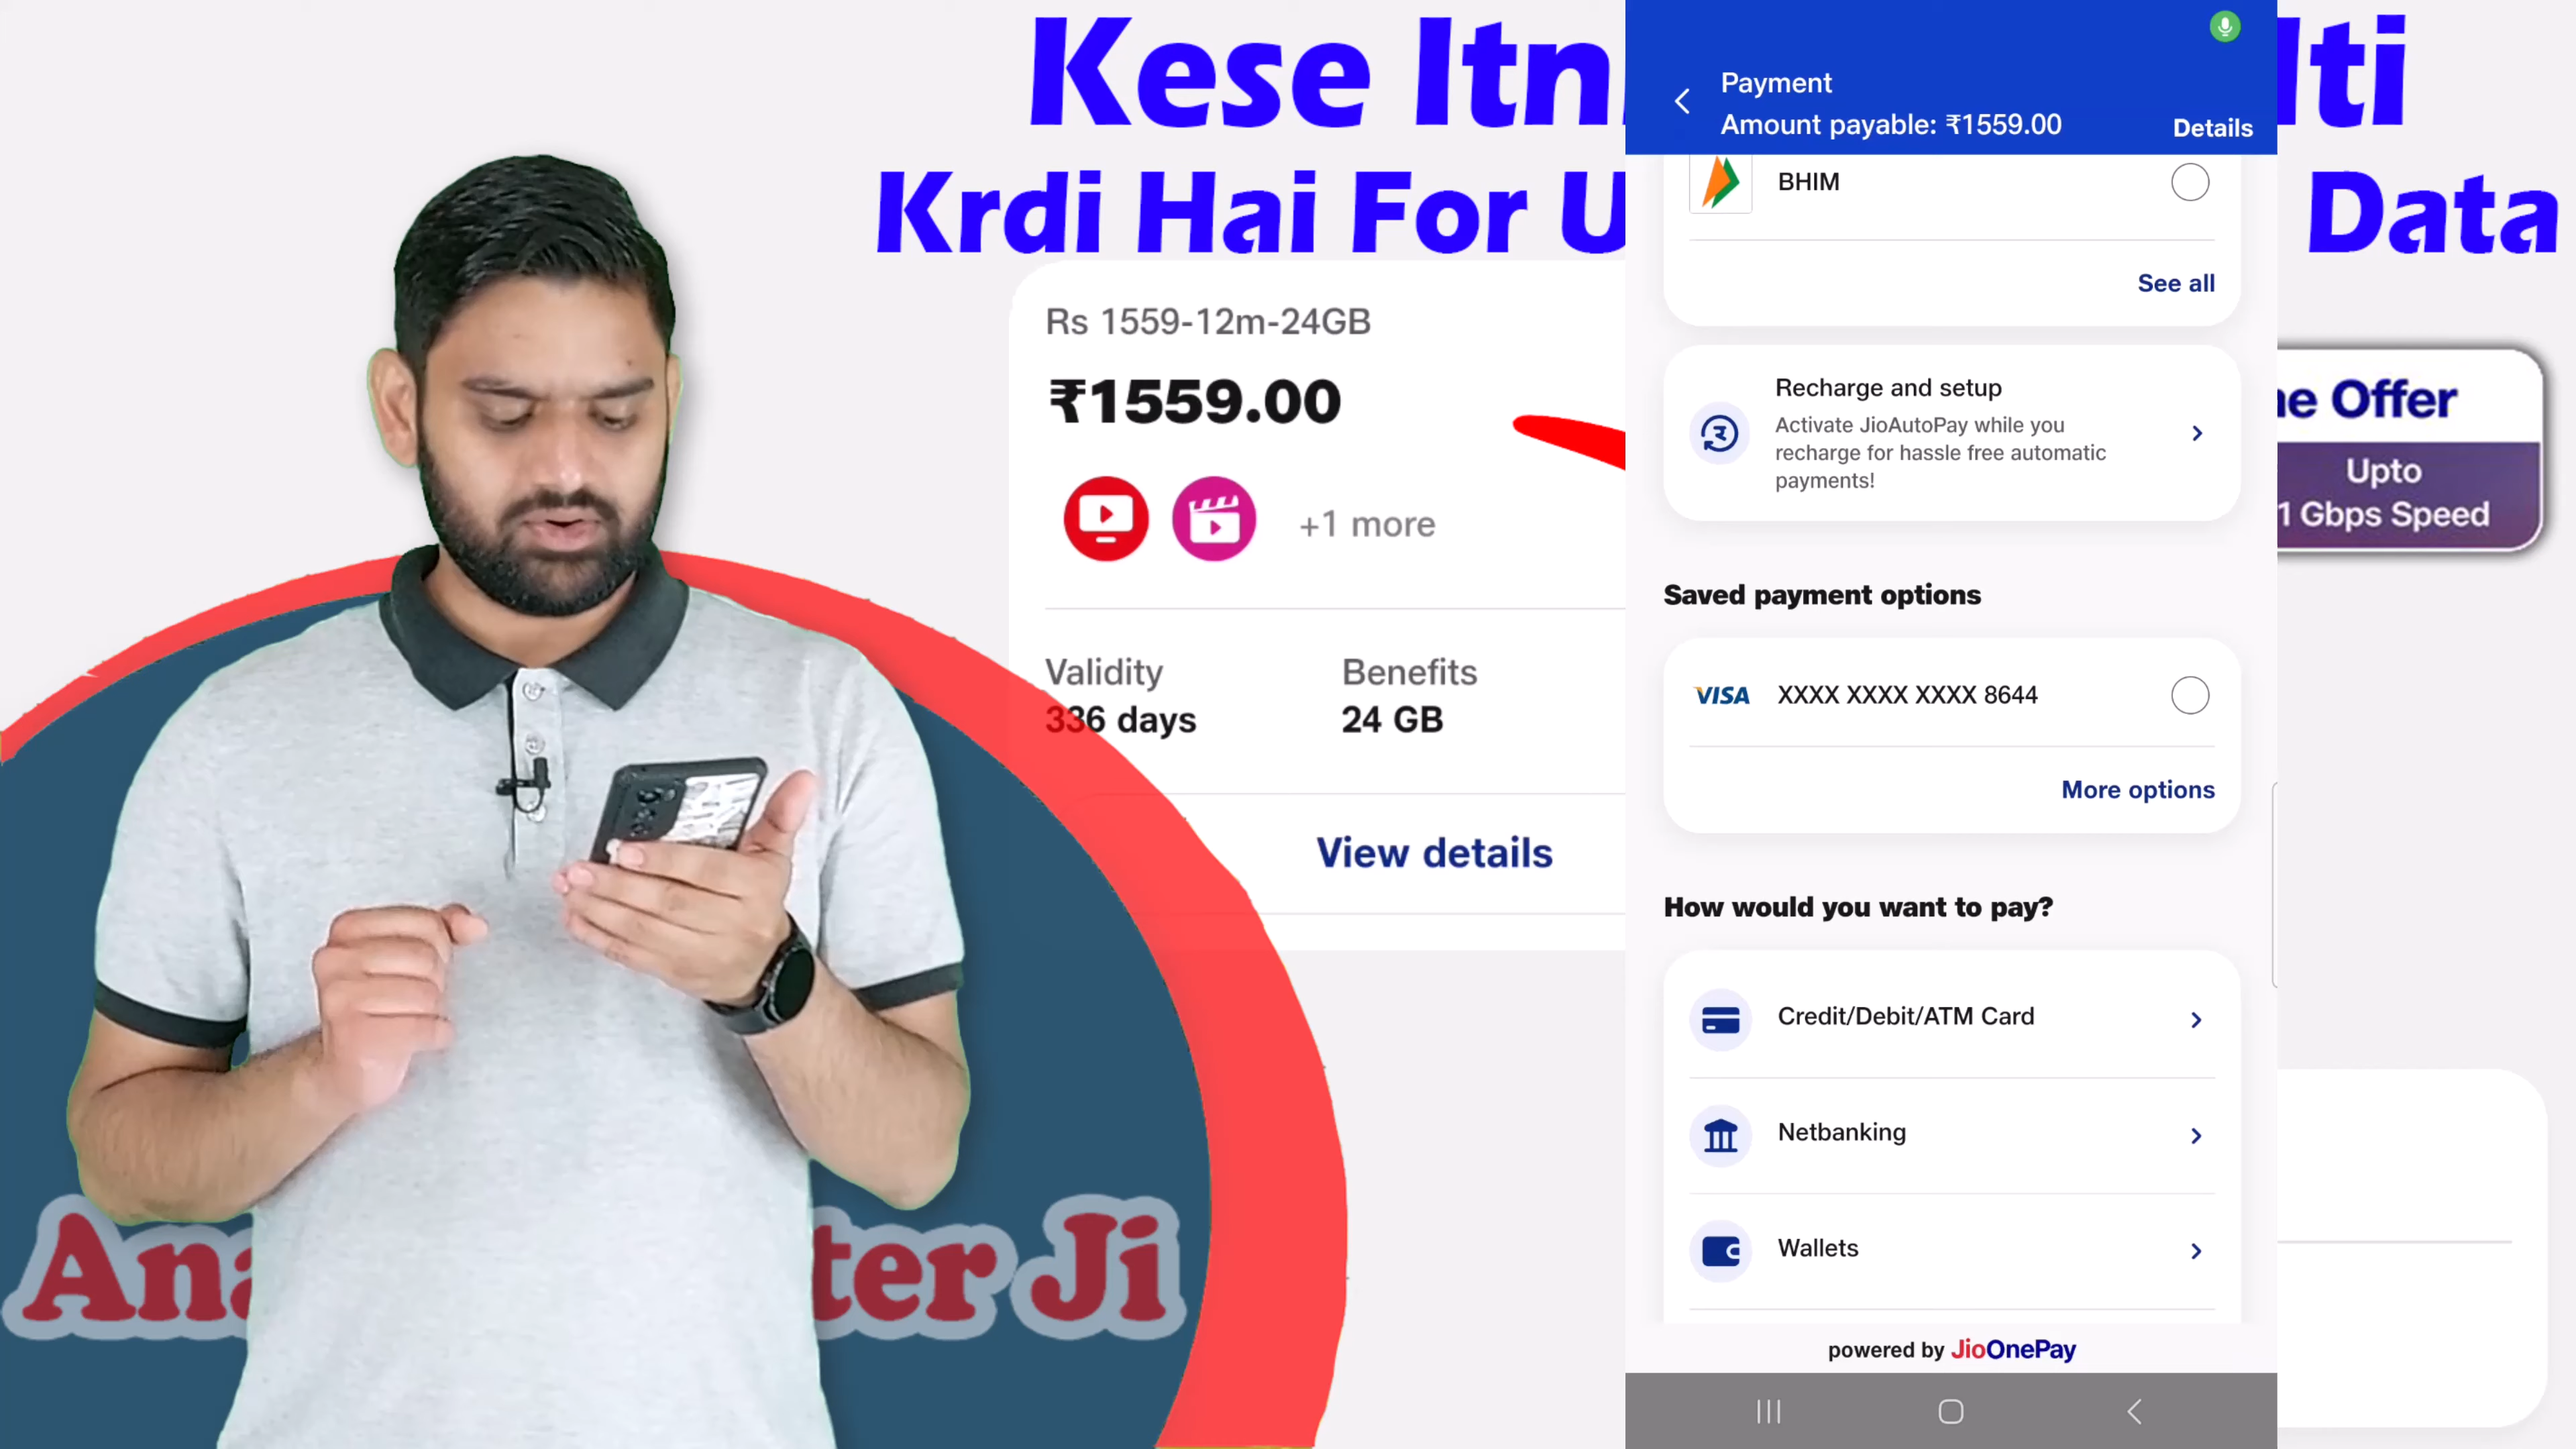 Kese Itn
lti
Krdi Hai For U
Data
Rs 1559-12m-24GB
₹1559.00
+1 more
Validity
336 days
Benefits
24 GB
View details
Ji
Payment
Amount payable: ₹1559.00
Details
BHIM
See all
Recharge and setup
Activate JioAutoPay while you
recharge for hassle free automatic
payments!
Saved payment options
VISA XXXX XXXX XXXX 8644
More options
How would you want to pay?
Credit/Debit/ATM Card
Netbanking
Wallets
powered by JioOnePay
Offer
Upto
1 Gbps Speed